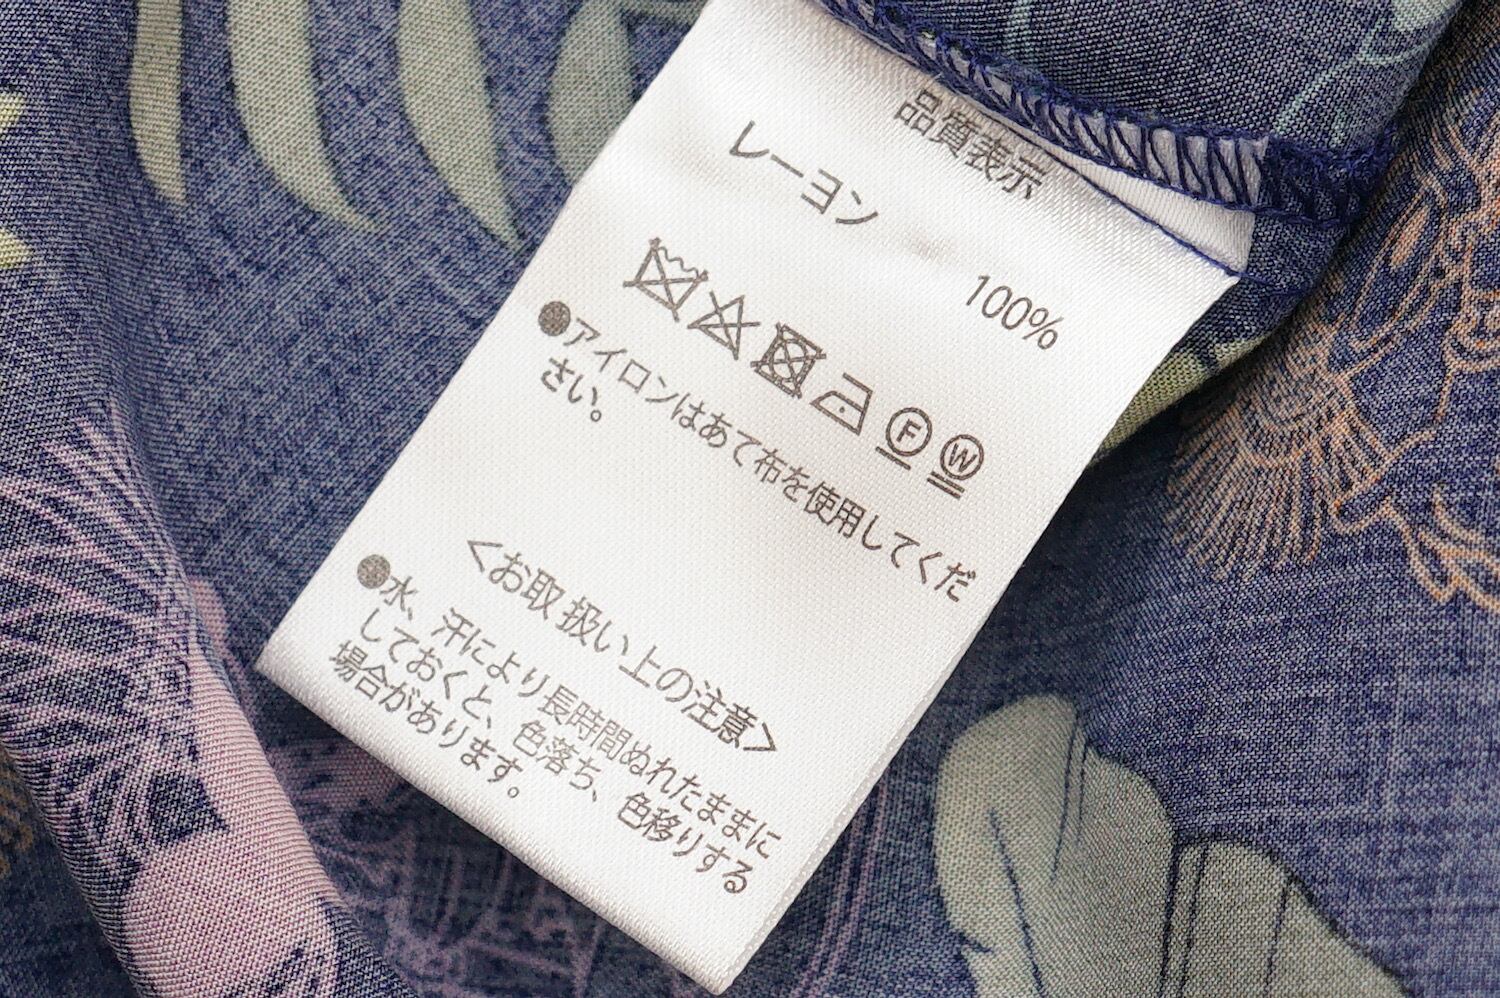 品質表示
レーヨン 100%
F W
●アイロンはあて布を使用してくだ
さい。
<お取扱い上の注意>
●水、汗により長時間ぬれたままに
しておくと、色落ち、色移りする
場合があります。